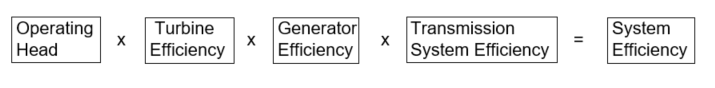 Operating Head x Turbine Efficiency x Generator Efficiency x Transmission System Efficiency = System Efficiency